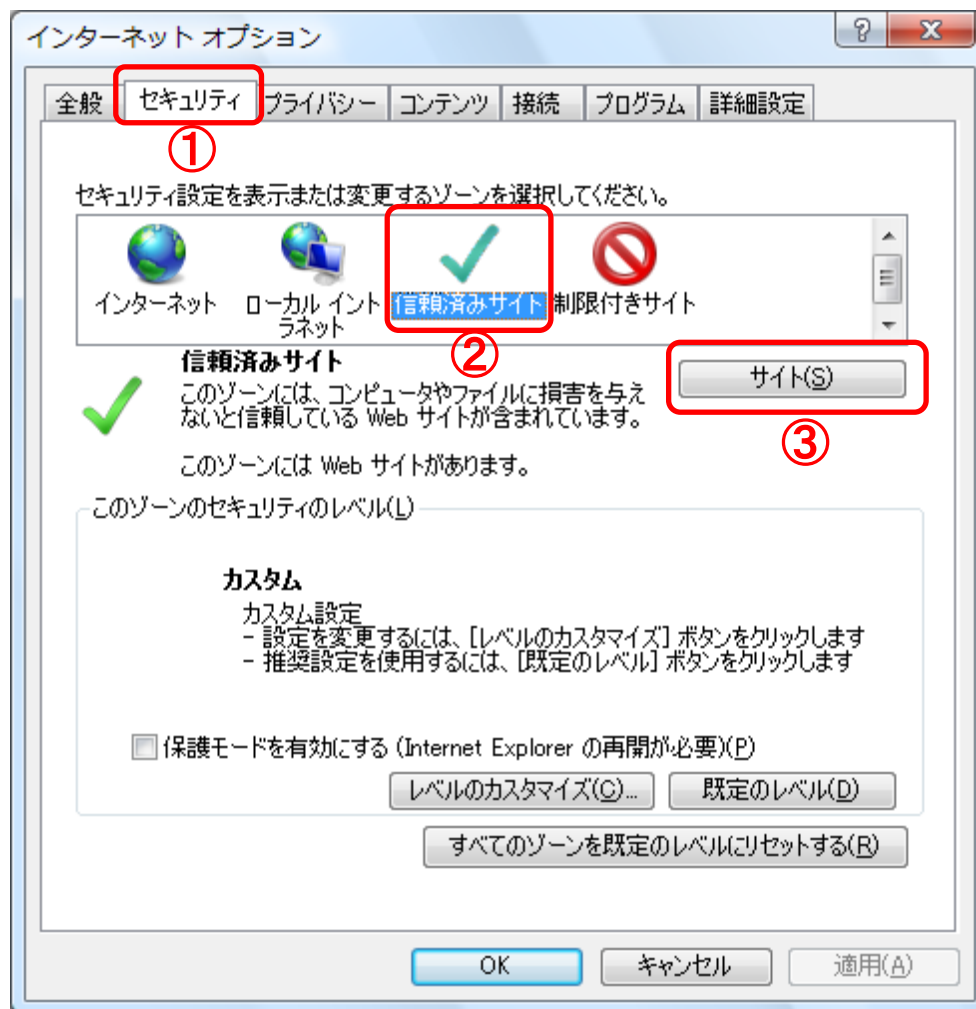 インターネット オプション
全般 セキュリティ プライバシー コンテンツ 接続 プログラム 詳細設定
①
セキュリティ設定を表示または変更するゾーンを選択してください。
インターネット
ローカル イント
ラネット
信頼済みサイト
制限付きサイト
②
信頼済みサイト
このゾーンには、コンピュータやファイルに損害を与え
ないと信頼している Web サイトが含まれています。
このゾーンには Web サイトがあります。
サイト(S)
③
このゾーンのセキュリティのレベル(L)
カスタム
カスタム設定
- 設定を変更するには、[レベルのカスタマイズ] ボタンをクリックします
- 推奨設定を使用するには、[既定のレベル] ボタンをクリックします
保護モードを有効にする (Internet Explorer の再開が必要)(P)
レベルのカスタマイズ(C)... 既定のレベル(D)
すべてのゾーンを既定のレベルにリセットする(R)
OK キャンセル 適用(A)